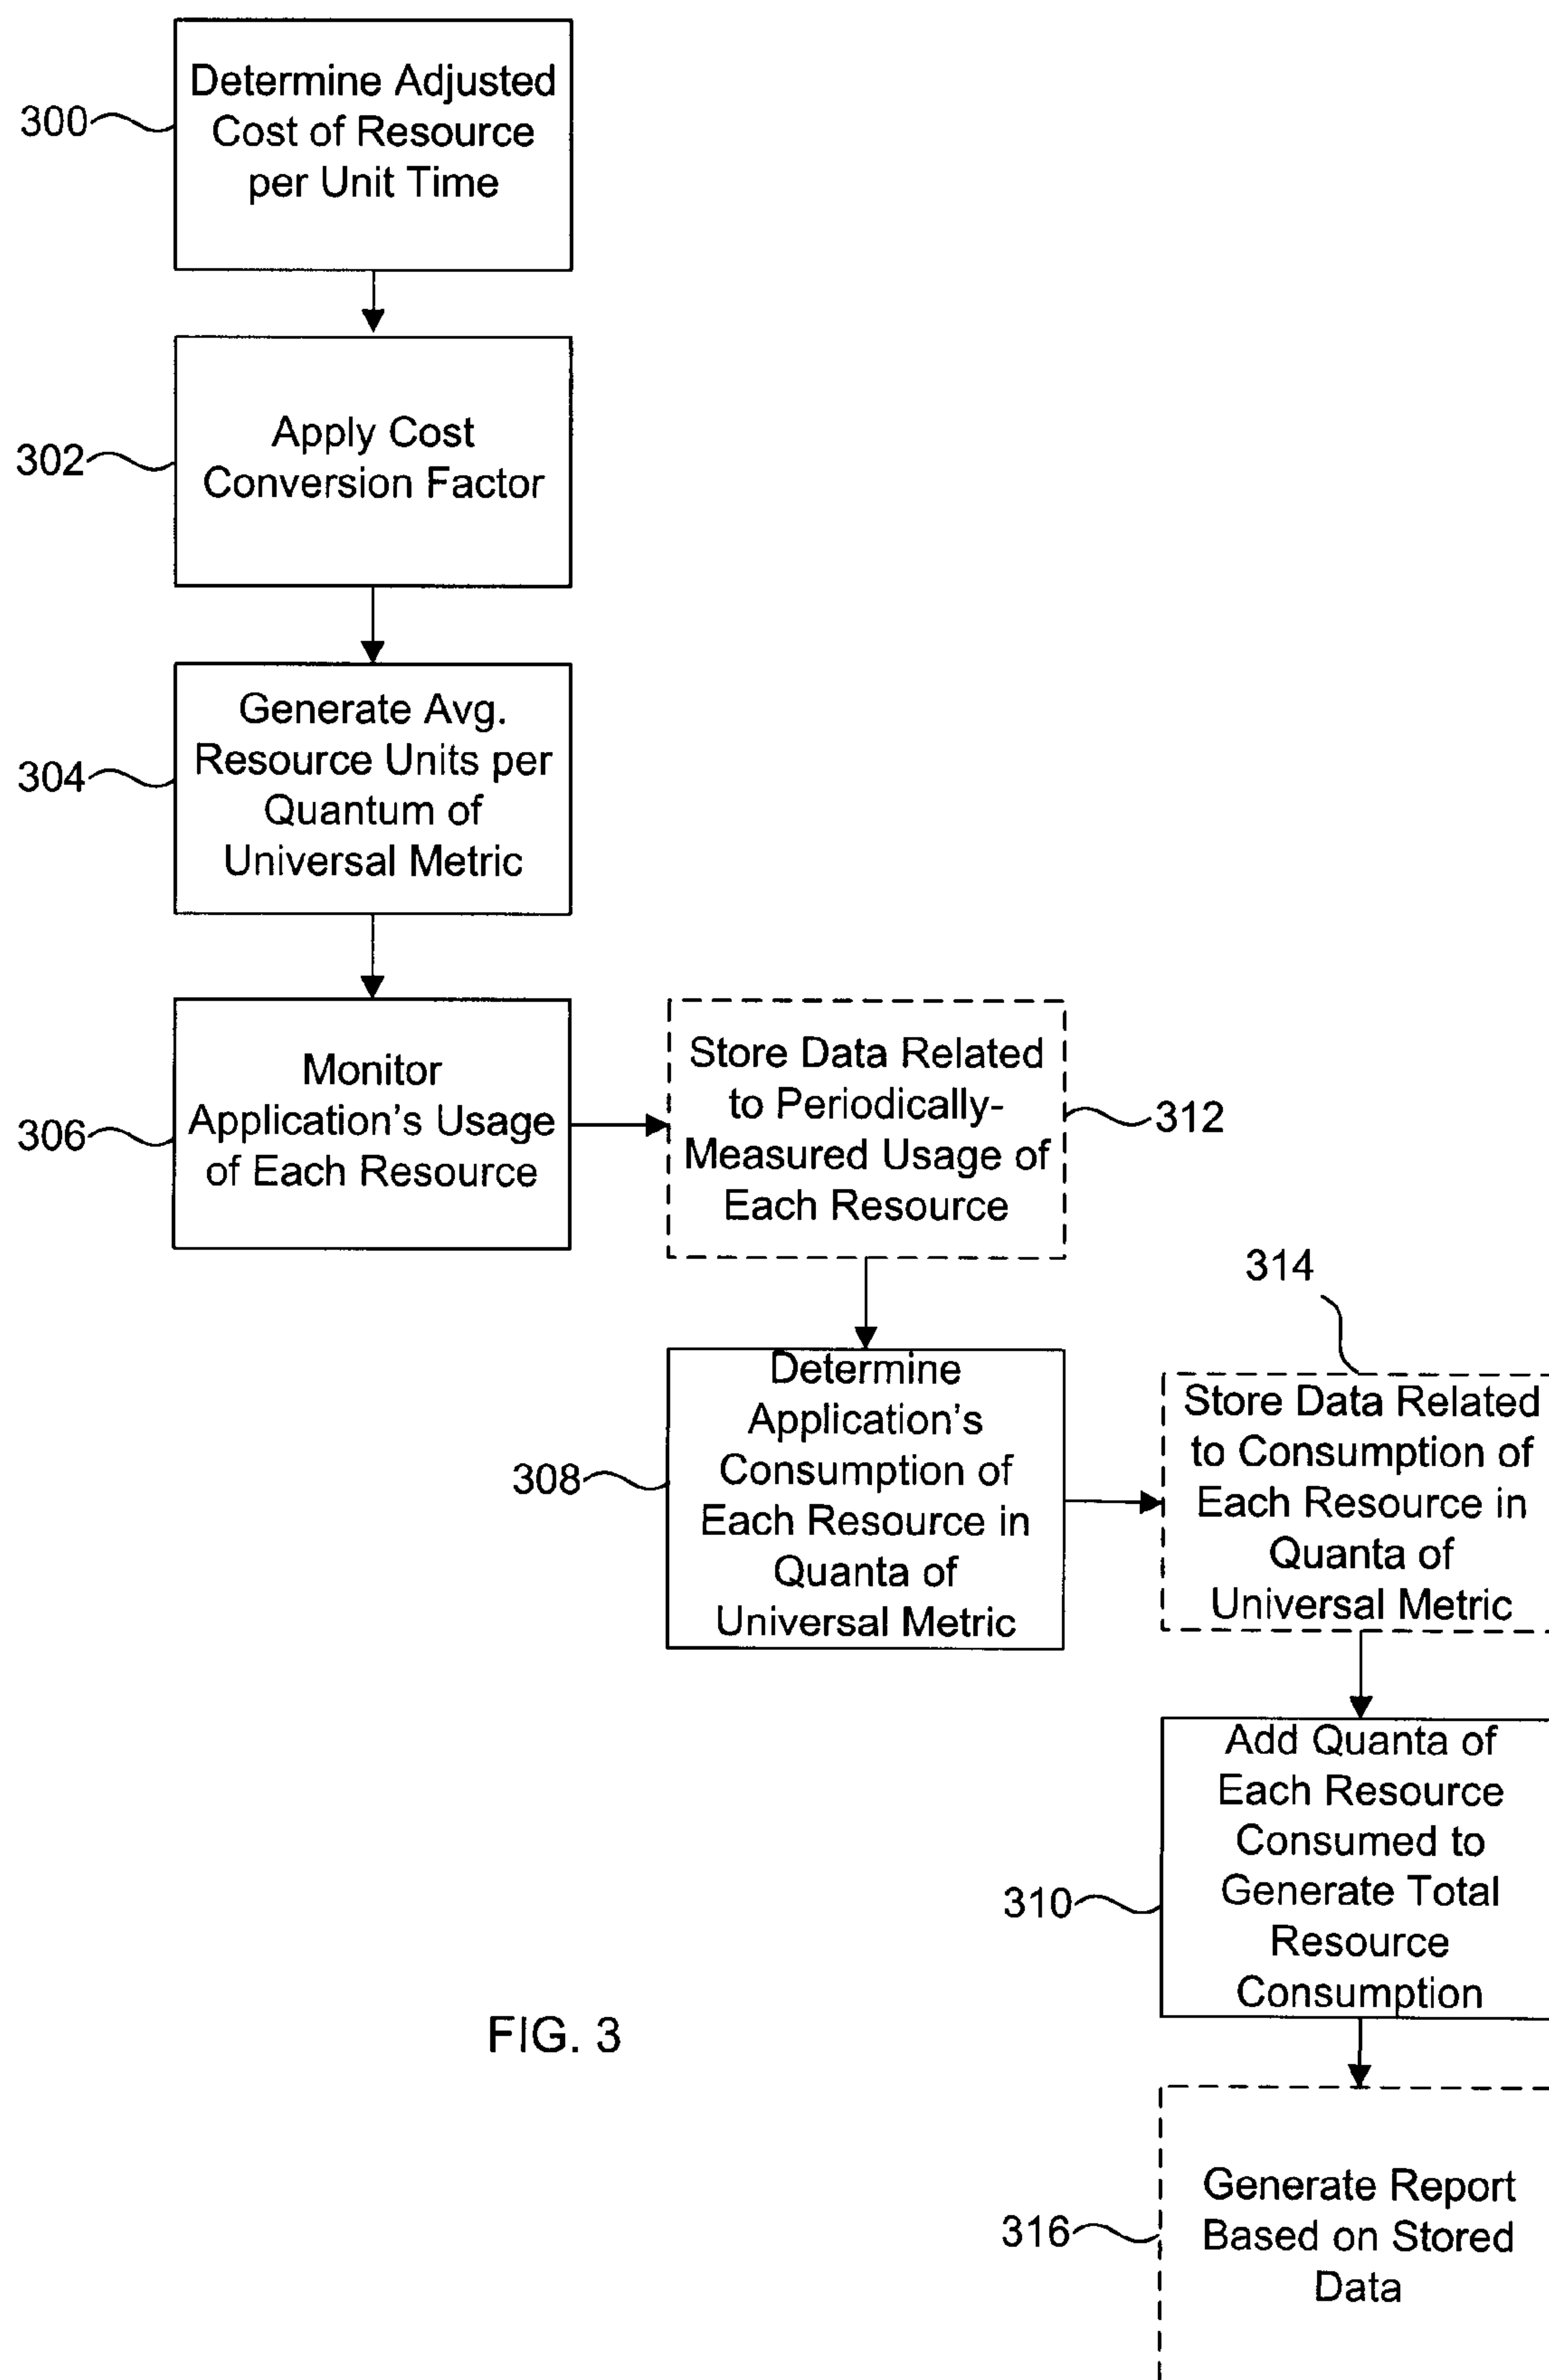 300
Determine Adjusted
Cost of Resource
per Unit Time
302
Apply Cost
Conversion Factor
304
Generate Avg.
Resource Units per
Quantum of
Universal Metric
306
Monitor
Application's Usage
of Each Resource
Store Data Related
to Periodically-
Measured Usage of
Each Resource
312
308
Determine
Application's
Consumption of
Each Resource in
Quanta of
Universal Metric
314
Store Data Related
to Consumption of
Each Resource in
Quanta of
Universal Metric
310
Add Quanta of
Each Resource
Consumed to
Generate Total
Resource
Consumption
316
Generate Report
Based on Stored
Data
FIG. 3